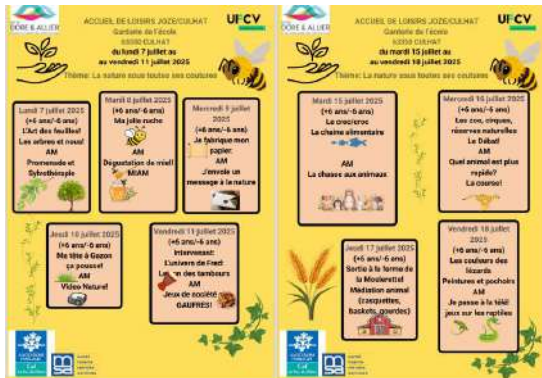 DORE & ALLIER
ACCUEIL DE LOISIRS JOZE/CULHAT
Garderie de l'école
63350 CULHAT
du lundi 7 juillet au
au vendredi 11 juillet 2025
Thème: La nature sous toutes ses coutures
UFCV
Lundi 7 juillet 2025
(+6 ans/-6 ans)
L'Art des feuilles!
Les arbres et nous!
AM
Promenade et
Sylvothérapie
Mardi 8 juillet 2025
(+6 ans/-6 ans)
Ma jolie ruche
AM
Dégustation de miel!
MIAM
Mercredi 9 juillet
(+6 ans/-6 ans)
Je fabrique mon
papier.
AM
J'envoie un
message à la nature
Jeudi 10 juillet 2025
(+6 ans/-6 ans)
Ma tête à Gazon
ça pousse!
AM
Video Nature!
Vendredi 11 juillet 2025
(+6 ans/-6 ans)
Intervenant:
L'univers de Fred:
des tambours
AM
Jeux de société
GAUFRES!
msa
DORE & ALLIER
ACCUEIL DE LOISIRS JOZE/CULHAT
Garderie de l'école
63350 CULHAT
du mardi 15 juillet au
au vendredi 18 juillet 2025
Thème: La nature sous toutes ses coutures
UFCV
Mardi 15 juillet 2025
(+6 ans/-6 ans)
Le croc/croc
La chaine alimentaire
AM
La chasse aux animaux
Mercredi 16 juillet 2025
(+6 ans/-6 ans)
Les zoo, cirques,
réserves naturelles
Le Débat!
AM
Quel animal est plus
rapide?
La course!
Jeudi 17 juillet 2025
(+6 ans/-6 ans)
Sortie à la ferme de
la Moulerette!
Médiation animal
(casquettes,
baskets, gourdes)
Vendredi 18 juillet
2025
(+6 ans/-6 ans)
Les couleurs des
lézards
Peintures et pochoirs
AM
Je passe à la télé!
jeux sur les reptiles
msa